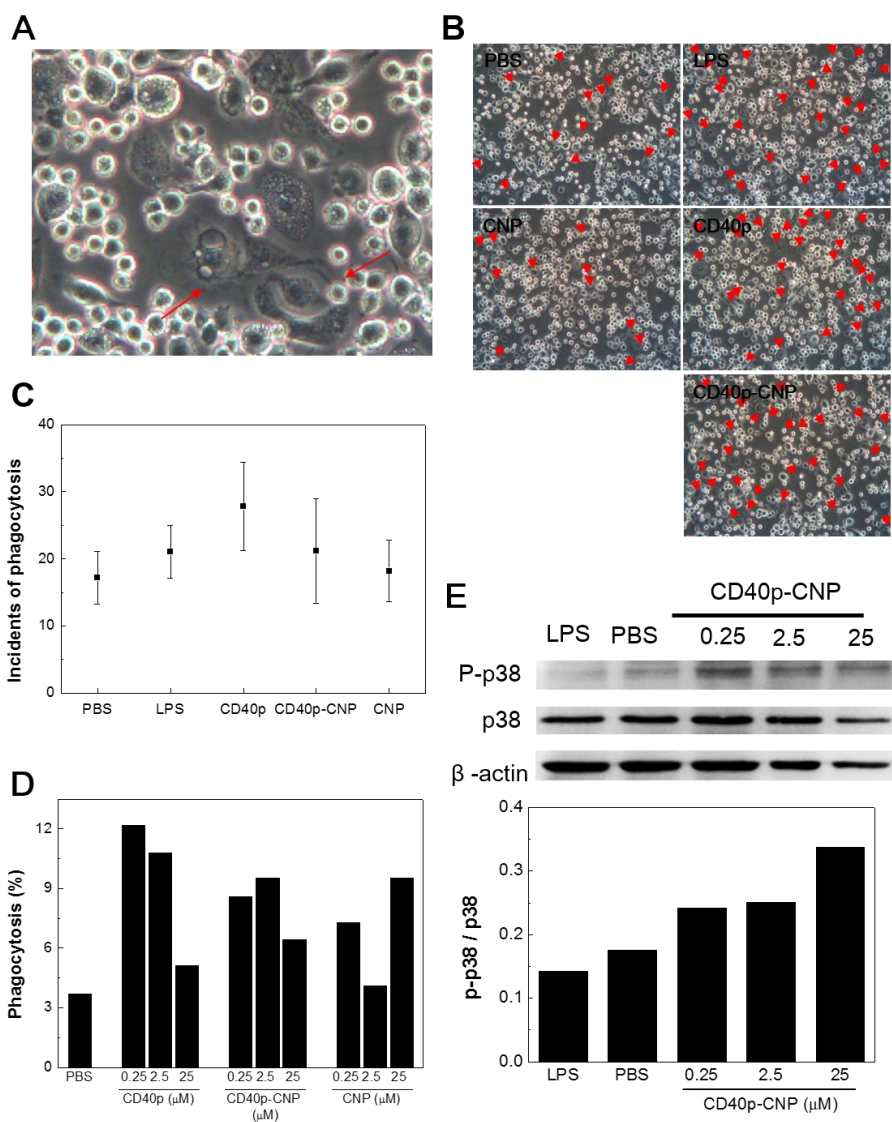 A
B
PBS
LPS
CNP
CD40p
CD40p-CNP
C
40
30
20
10
0
Incidents of phagocytosis
PBS LPS CD40p CD40p-CNP CNP
D
12
9
6
3
0
Phagocytosis (%)
PBS 0.25 2.5 25 0.25 2.5 25 0.25 2.5 25
CD40p (μM) CD40p-CNP (μM) CNP (μM)
E
CD40p-CNP
LPS PBS 0.25 2.5 25
P-p38
p38
β -actin
0.4
0.3
0.2
0.1
0.0
p-p38 / p38
LPS PBS 0.25 2.5 25
CD40p-CNP (μM)